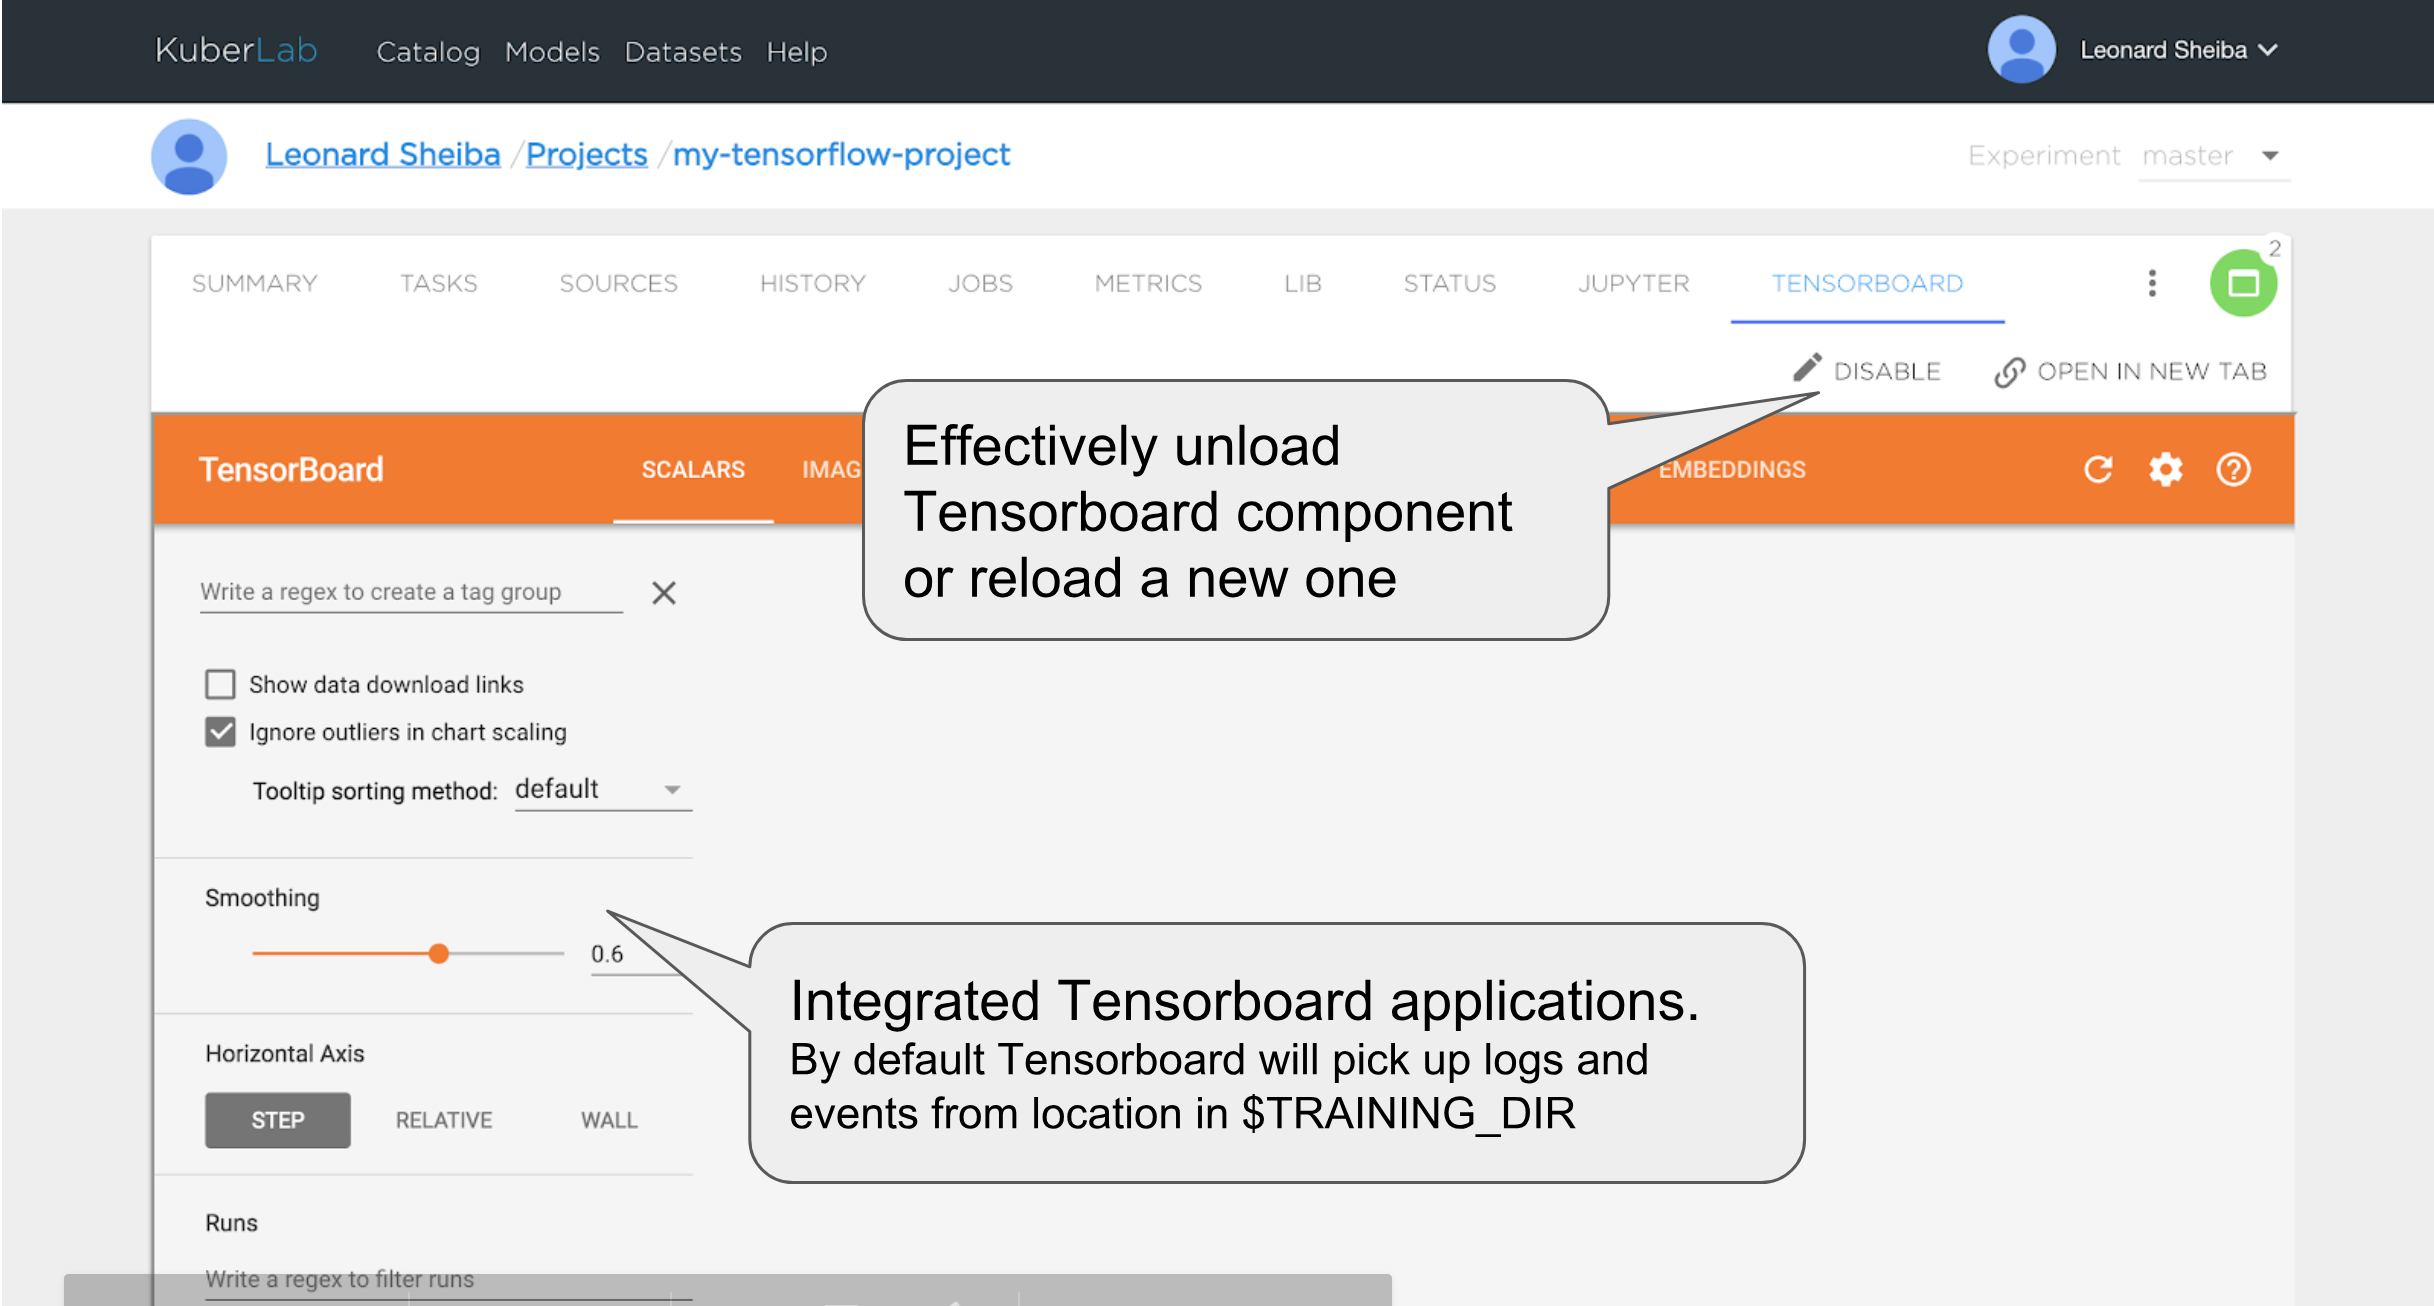 KuberLab Catalog Models Datasets Help Leonard Sheiba
Leonard Sheiba /Projects /my-tensorflow-project Experiment master
2
SUMMARY TASKS SOURCES HISTORY JOBS METRICS LIB STATUS JUPYTER TENSORBOARD
DISABLE OPEN IN NEW TAB
TensorBoard SCALARS IMAG EMBEDDINGS
Effectively unload
Tensorboard component
or reload a new one
Write a regex to create a tag group
Show data download links
Ignore outliers in chart scaling
Tooltip sorting method: default
Smoothing
0.6
Integrated Tensorboard applications.
By default Tensorboard will pick up logs and
events from location in $TRAINING_DIR
Horizontal Axis
STEP RELATIVE WALL
Runs
Write a regex to filter runs